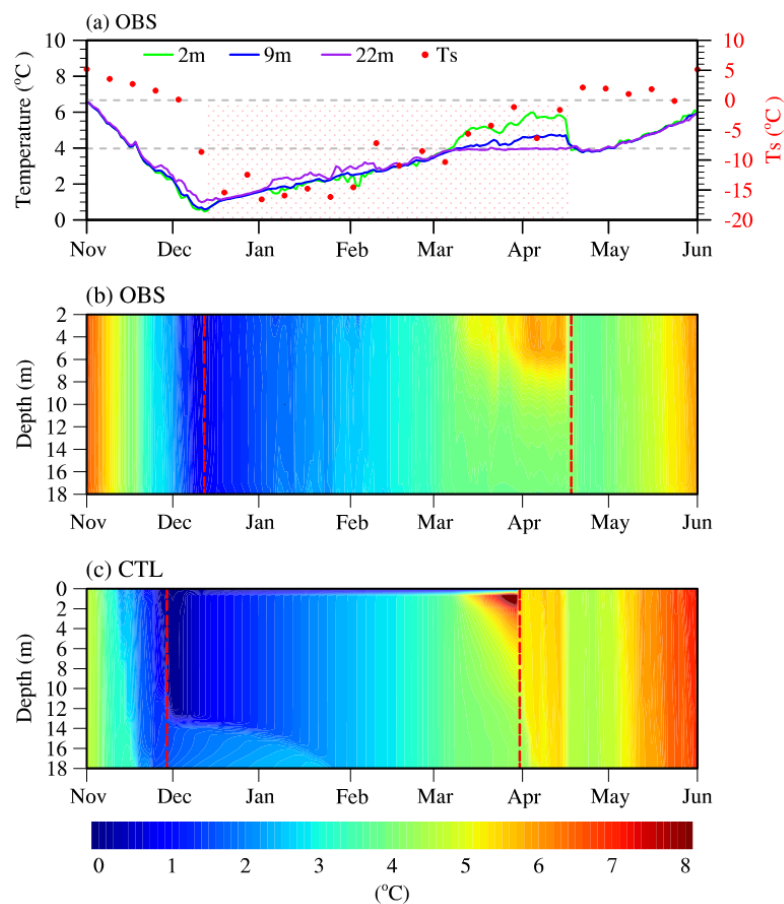 (a) OBS
2m 9m 22m Ts
Temperature (°C)
10
8
6
4
2
0
10
5
0
-5
-10
-15
-20
Ts (°C)
Nov Dec Jan Feb Mar Apr May Jun
(b) OBS
Depth (m)
2
4
6
8
10
12
14
16
18
Nov Dec Jan Feb Mar Apr May Jun
(c) CTL
Depth (m)
0
2
4
6
8
10
12
14
16
18
Nov Dec Jan Feb Mar Apr May Jun
0 1 2 3 4 5 6 7 8
(°C)